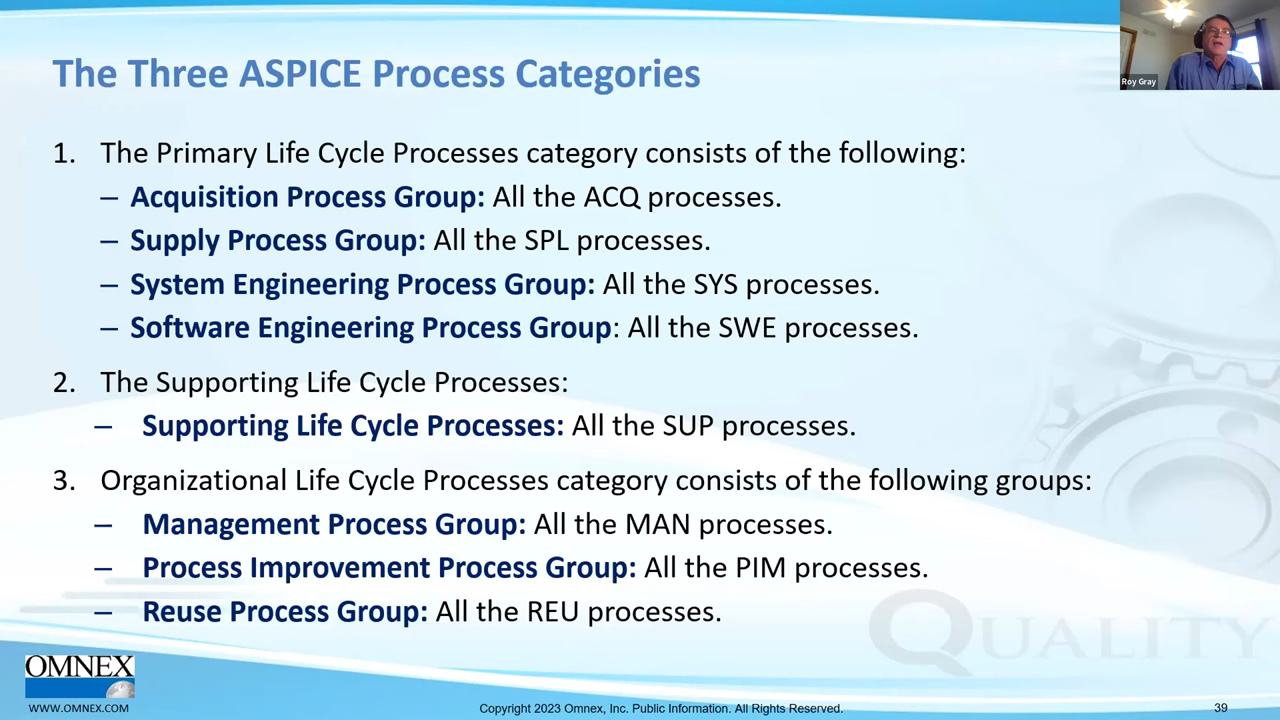 The Three ASPICE Process Categories
Roy Gray
1. The Primary Life Cycle Processes category consists of the following:
– Acquisition Process Group: All the ACQ processes.
– Supply Process Group: All the SPL processes.
– System Engineering Process Group: All the SYS processes.
– Software Engineering Process Group: All the SWE processes.
2. The Supporting Life Cycle Processes:
– Supporting Life Cycle Processes: All the SUP processes.
3. Organizational Life Cycle Processes category consists of the following groups:
– Management Process Group: All the MAN processes.
– Process Improvement Process Group: All the PIM processes.
– Reuse Process Group: All the REU processes.
QUALITY
OMNEX
WWW.OMNEX.COM
Copyright 2023 Omnex, Inc. Public Information. All Rights Reserved.
39